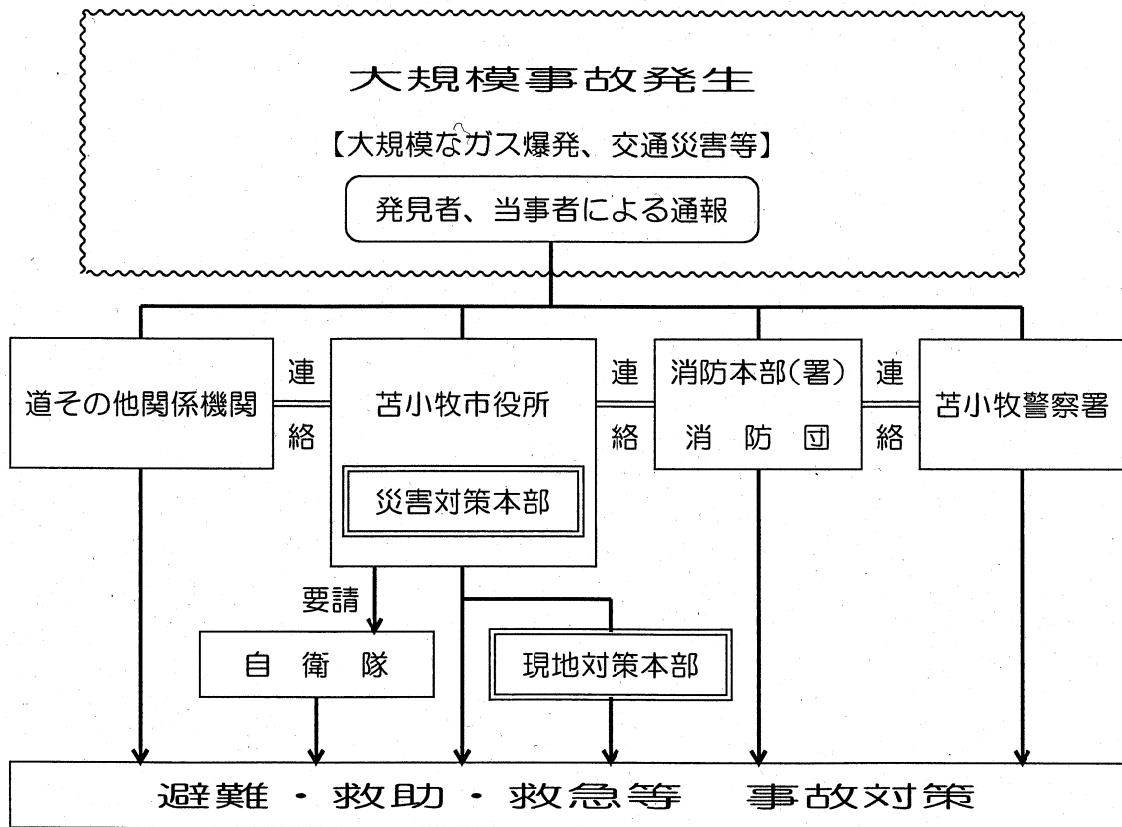 大規模事故発生
【大規模なガス爆発、交通災害等】
発見者、当事者による通報
道その他関係機関
連絡
苫小牧市役所
災害対策本部
連絡
消防本部(署)
消防団
連絡
苫小牧警察署
要請
自衛隊
現地対策本部
避難・救助・救急等 事故対策